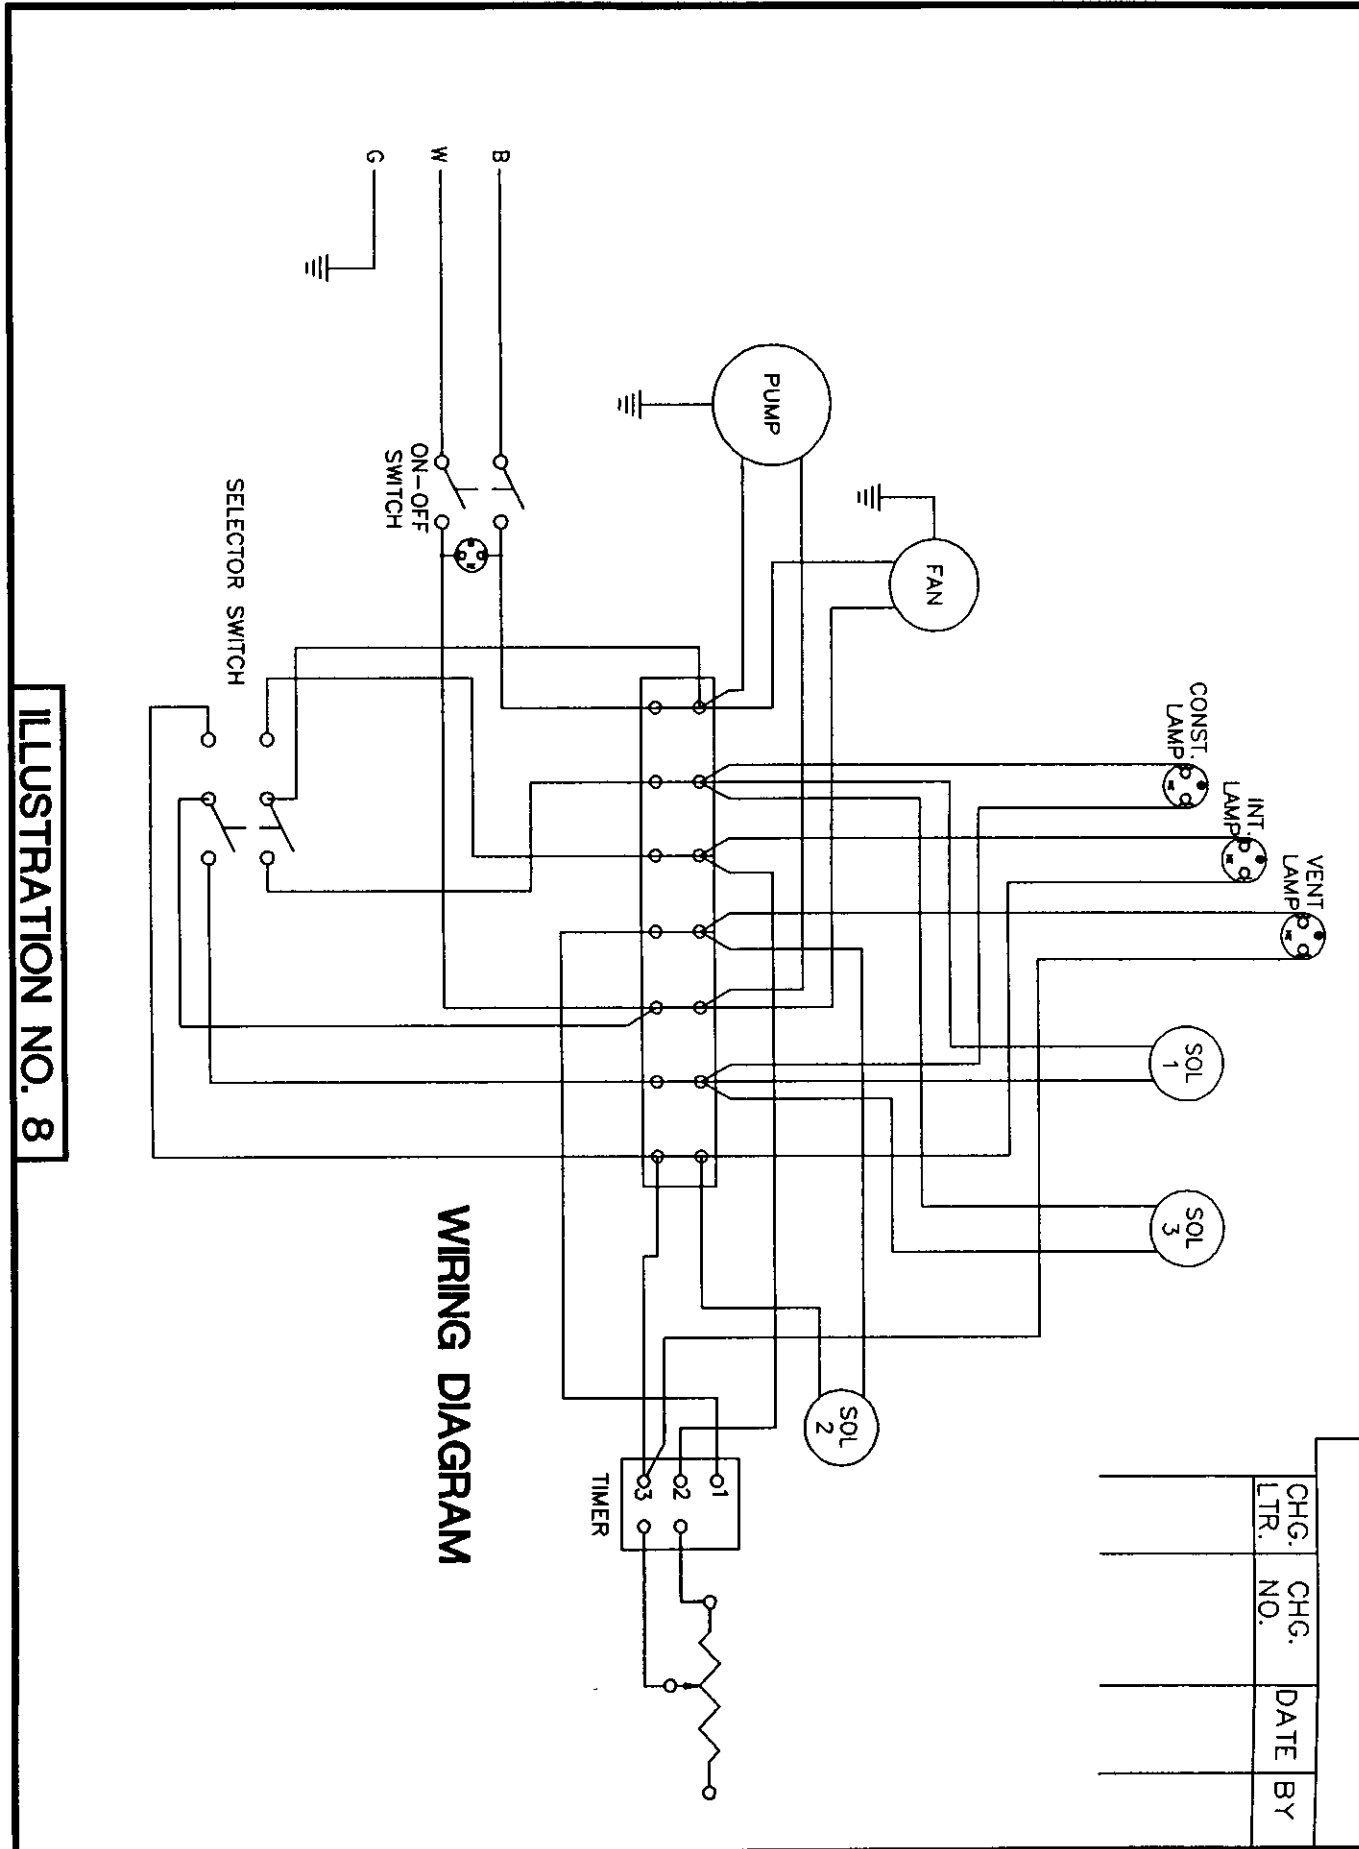 B
W
G
ON-OFF
SWITCH
SELECTOR SWITCH
PUMP
FAN
CONST.
LAMP
INT.
LAMP
VENT
LAMP
SOL
1
SOL
3
SOL
2
1
2
3
TIMER
WIRING DIAGRAM
ILLUSTRATION NO. 8
CHG.
LTR.
CHG.
NO.
DATE
BY